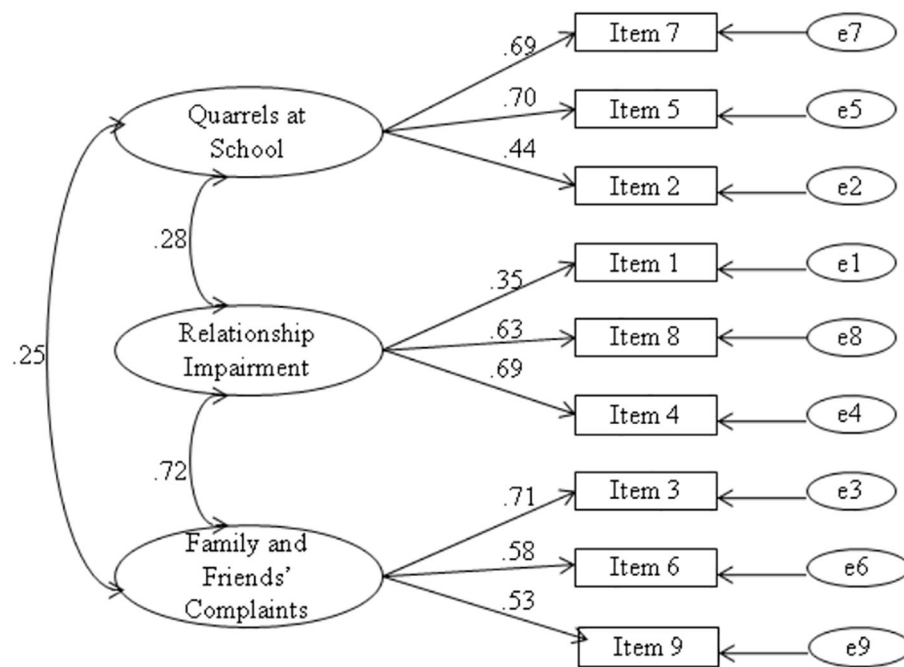 Item 7
e7
.69
Quarrels at
School
.70
Item 5
e5
.44
Item 2
e2
.28
.35
Item 1
e1
Relationship
Impairment
.63
Item 8
e8
.25
.69
Item 4
e4
.72
.71
Item 3
e3
Family and
Friends’
Complaints
.58
Item 6
e6
.53
Item 9
e9